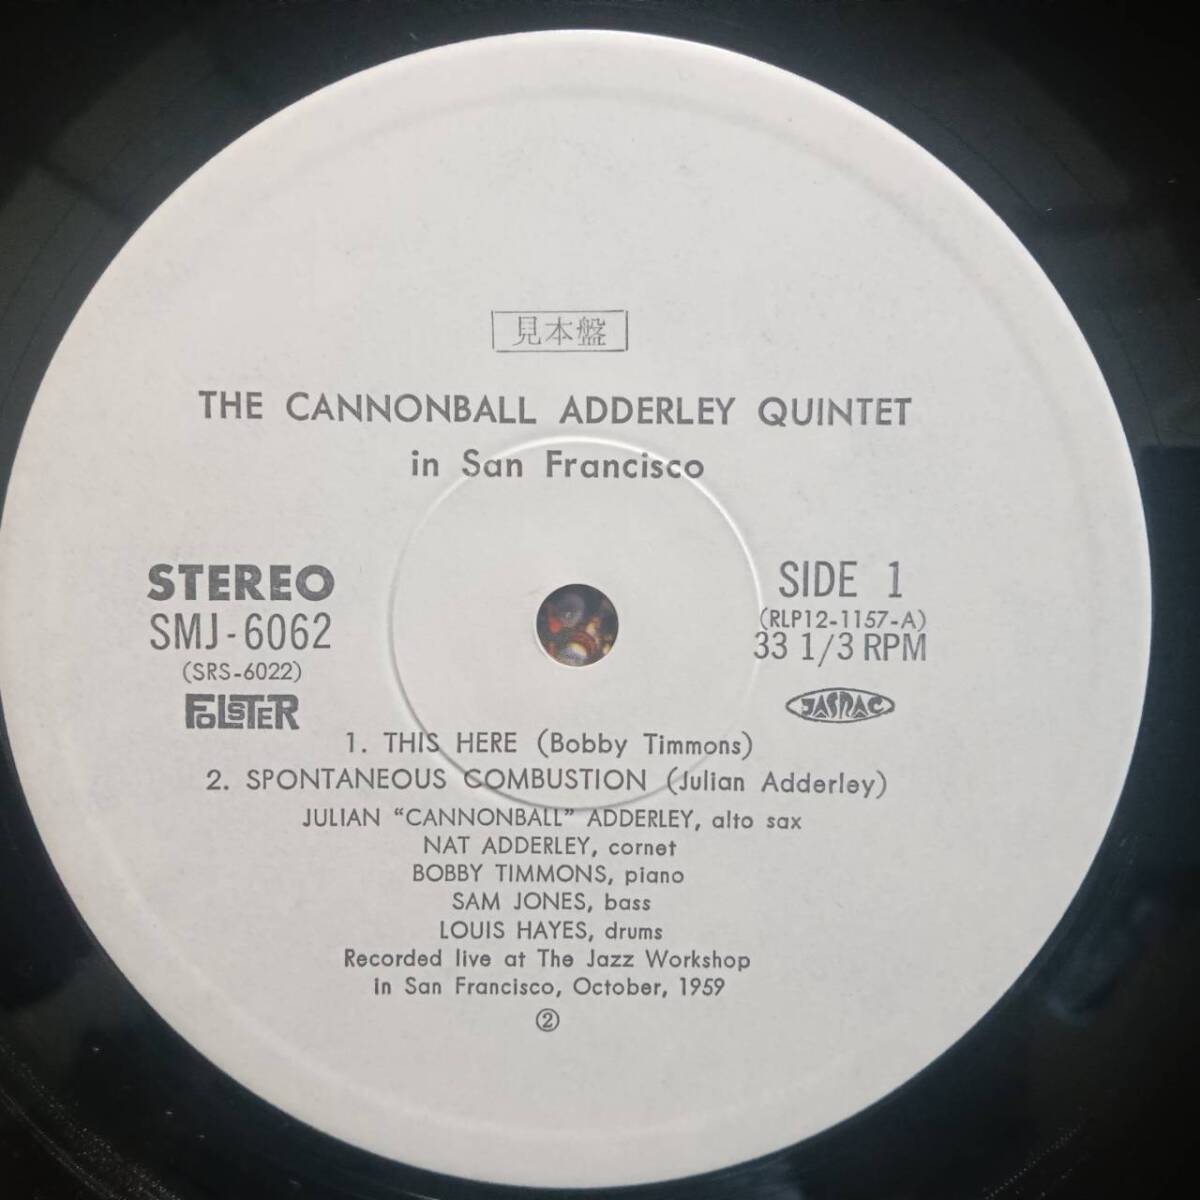 見本盤
THE CANNONBALL ADDERLEY QUINTET
in San Francisco
STEREO
SMJ-6062
(SRS-6022)
FOLSTER
SIDE 1
(RLP12-1157-A)
33 1/3 RPM
JASRAC
1. THIS HERE (Bobby Timmons)
2. SPONTANEOUS COMBUSTION (Julian Adderley)
JULIAN “CANNONBALL” ADDERLEY, alto sax
NAT ADDERLEY, cornet
BOBBY TIMMONS, piano
SAM JONES, bass
LOUIS HAYES, drums
Recorded live at The Jazz Workshop
in San Francisco, October, 1959
②